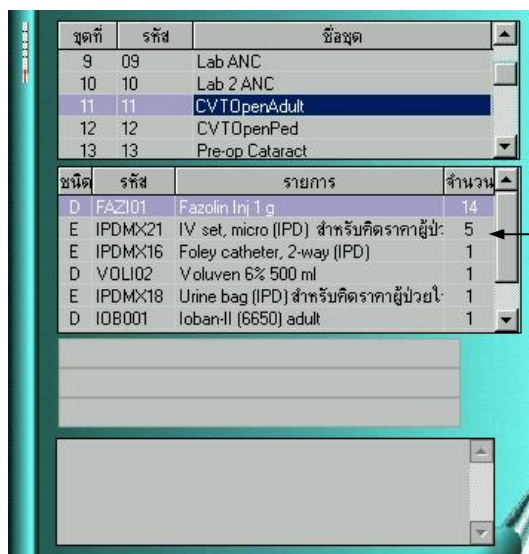 ชุดที่ รหัส ชื่อชุด
9 09 Lab ANC
10 10 Lab 2 ANC
11 11 CVTOpenAdult
12 12 CVTOpenPed
13 13 Pre-op Cataract
ชนิด รหัส รายการ จำนวน
D FAZI01 Fazolin Inj 1 g 14
E IPDMX21 IV set, micro (IPD) สำหรับคิดราคาผู้ป่ว 5
E IPDMX16 Foley catheter, 2-way (IPD) 1
D VOLI02 Voluven 6% 500 ml 1
E IPDMX18 Urine bag (IPD) สำหรับคิดราคาผู้ป่วยใ 1
D IOB001 Ioban-II (6650) adult 1